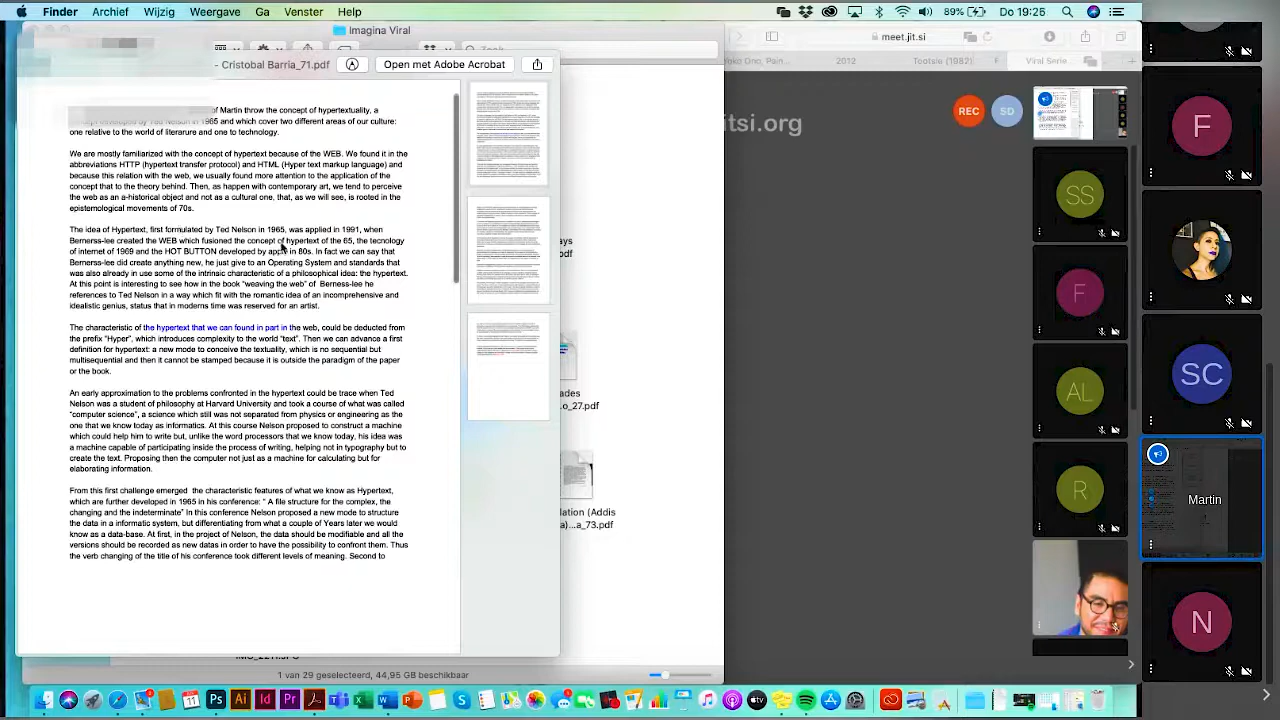 Finder Archief Wijzig Weergave Ga Venster Help
89% Do 19:26
Imagina Viral
meet.jit.si
- Cristobal Barria_71.pdf
Open met Adobe Acrobat
2012
Tootsie (1982)
Viral Serie
itsi.org
REC
SD
of Martin throw the concept of hypertextuality, a
by Ted Nelson in 1965 and which cover two different areas of our culture:
one relative to the world of literature and one to technology.
We are mostly familiarized with the concept of hypertext because of the WEB. We found it in the
abbreviations HTTP (hypertext transfer protocol) and HTML (Hyper text markup language) and
because this relation with the web, we usually found more attention to the application of the
concept that to the theory behind. Then, as happen with contemporary art, we tend to perceive
the web as an a-historical object and not as a cultural one, that, as we will see, is rooted in the
epistemological movements of 70s.
The idea of Hypertext, first formulated by Ted Nelson in 1965, was applied in 1991, when
Bernerss-lee created the WEB which fusioned the concept of hypertext of the 65, the tecnology
of internet of 1969 and the HOT BUTTON developed by apple in 80s. In fact we can say that
Bernerss-lee did create anything new, he just give to an Operating System and standards that
was also already in use some of the intrinsic characteristic of a philosophical idea: the hypertext.
At this point is interesting to see how in the book “weaving the web” of Bernerss-lee he
references to Ted Nelson in a way which fit with the romantic idea of an incomprehensive and
idealistic genius, status that in moderns time was reserved for an artist.
The characteristic of the hypertext that we can found in part in the web, could be deducted from
the prefix “Hyper”, which introduces complexity to the world “text”. Then we can advance a first
definition for hypertext: a new mode to conceive the textuality, which is no sequential but
multisequential and then it cannot be stamped because it is outside the paradigm of the paper
or the book.
An early approximation to the problems confronted in the hypertext could be trace when Ted
Nelson was a student of philosophy at Harvard University and took a course of what was called
“computer science”, a science which still was not separated from physics or engineering as the
one that we know today as informatics. At this course Nelson proposed to construct a machine
which could help him to write but, unlike the word processors that we know today, his idea was
a machine capable of participating inside the process of writing, helping not in typography but to
create the text. Proposing then the computer not just as a machine for calculating but for
elaborating information.
From this first challenge emerged the characteristic features of what we know as Hypertext,
which are further developed in 1965 in his conference: “ A file structure for the complex, the
changing and the indeterminate” In this conference Nelson proposed a new mode to structure
the data in a informatic system, but differentiating from what a couple of Years later we would
know as a data-base. At first, in the project of Nelson, the data should be modifiable and all the
versions should be recorded as new datas in order to have the possibility to confront them. Thus
the verb changing of the title of his conference took different levels of meaning. Second to
ays
pdf
ades
...o_27.pdf
lation (Addis
a)...a_73.pdf
1 van 29 geselecteerd, 44,95 GB beschikbaar
SS
F
AL
R
F
SC
Martin
N